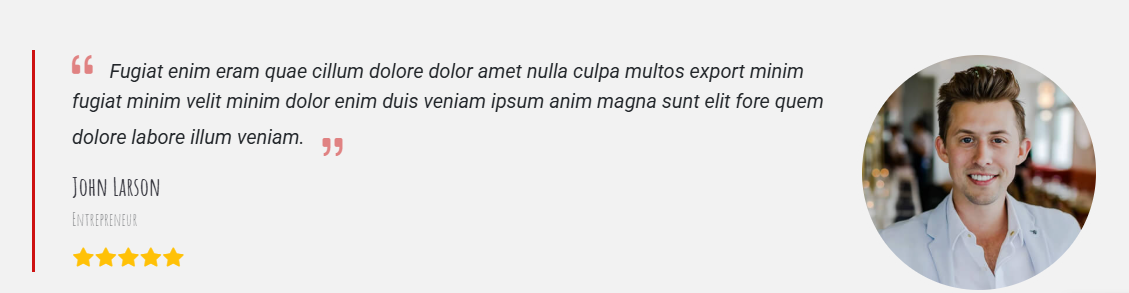 “ Fugiat enim eram quae cillum dolore dolor amet nulla culpa multos export minim
fugiat minim velit minim dolor enim duis veniam ipsum anim magna sunt elit fore quem
dolore labore illum veniam. ”
John Larson
Entrepreneur